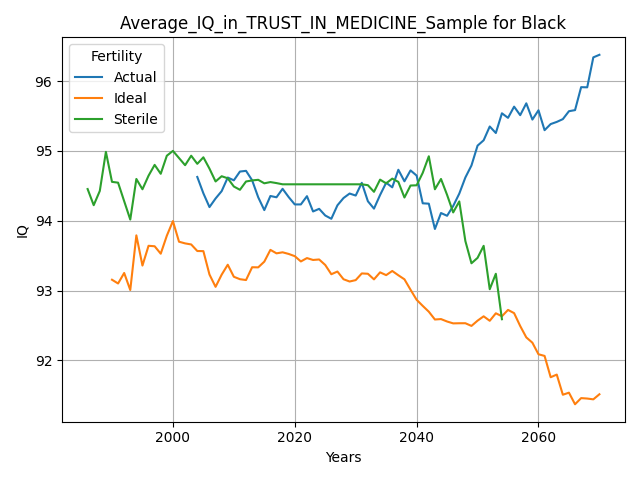 Average_IQ_in_TRUST_IN_MEDICINE_Sample for Black
Fertility
Actual
Ideal
Sterile
96
95
94
93
92
IQ
2000
2020
2040
2060
Years